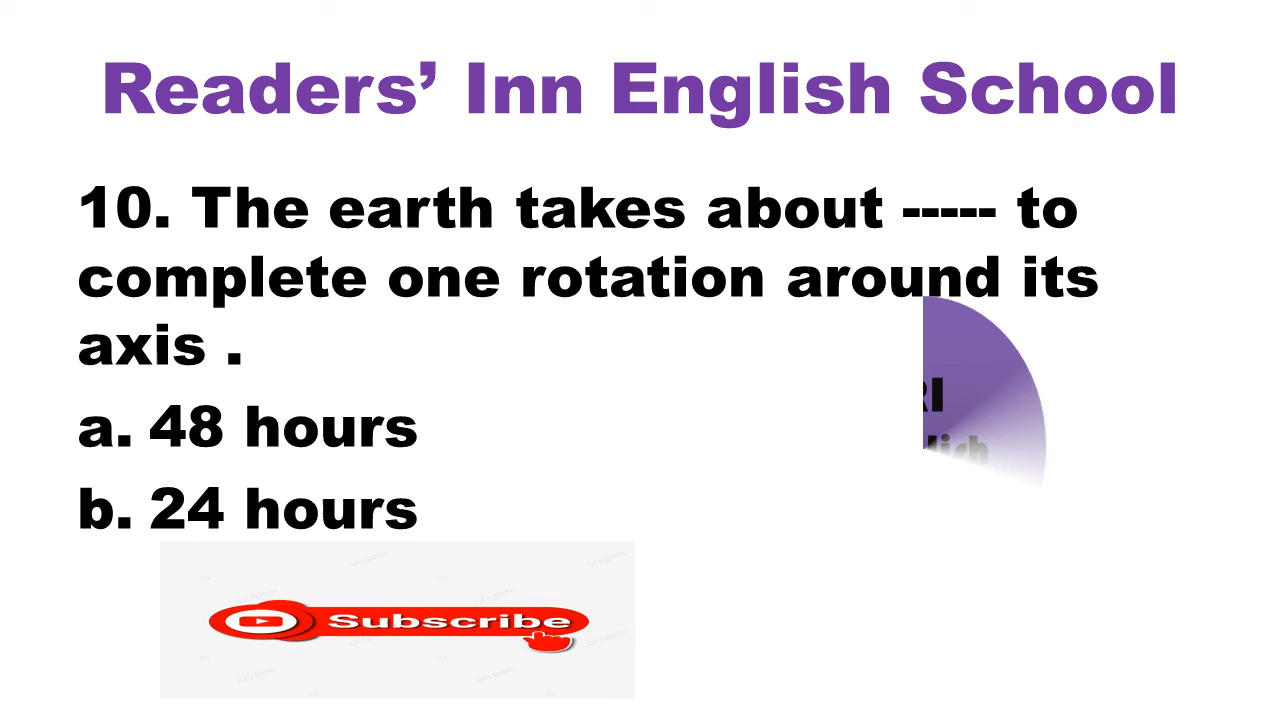 Readers’ Inn English School
10. The earth takes about ----- to
complete one rotation around its
axis .
a. 48 hours
b. 24 hours
Subscribe